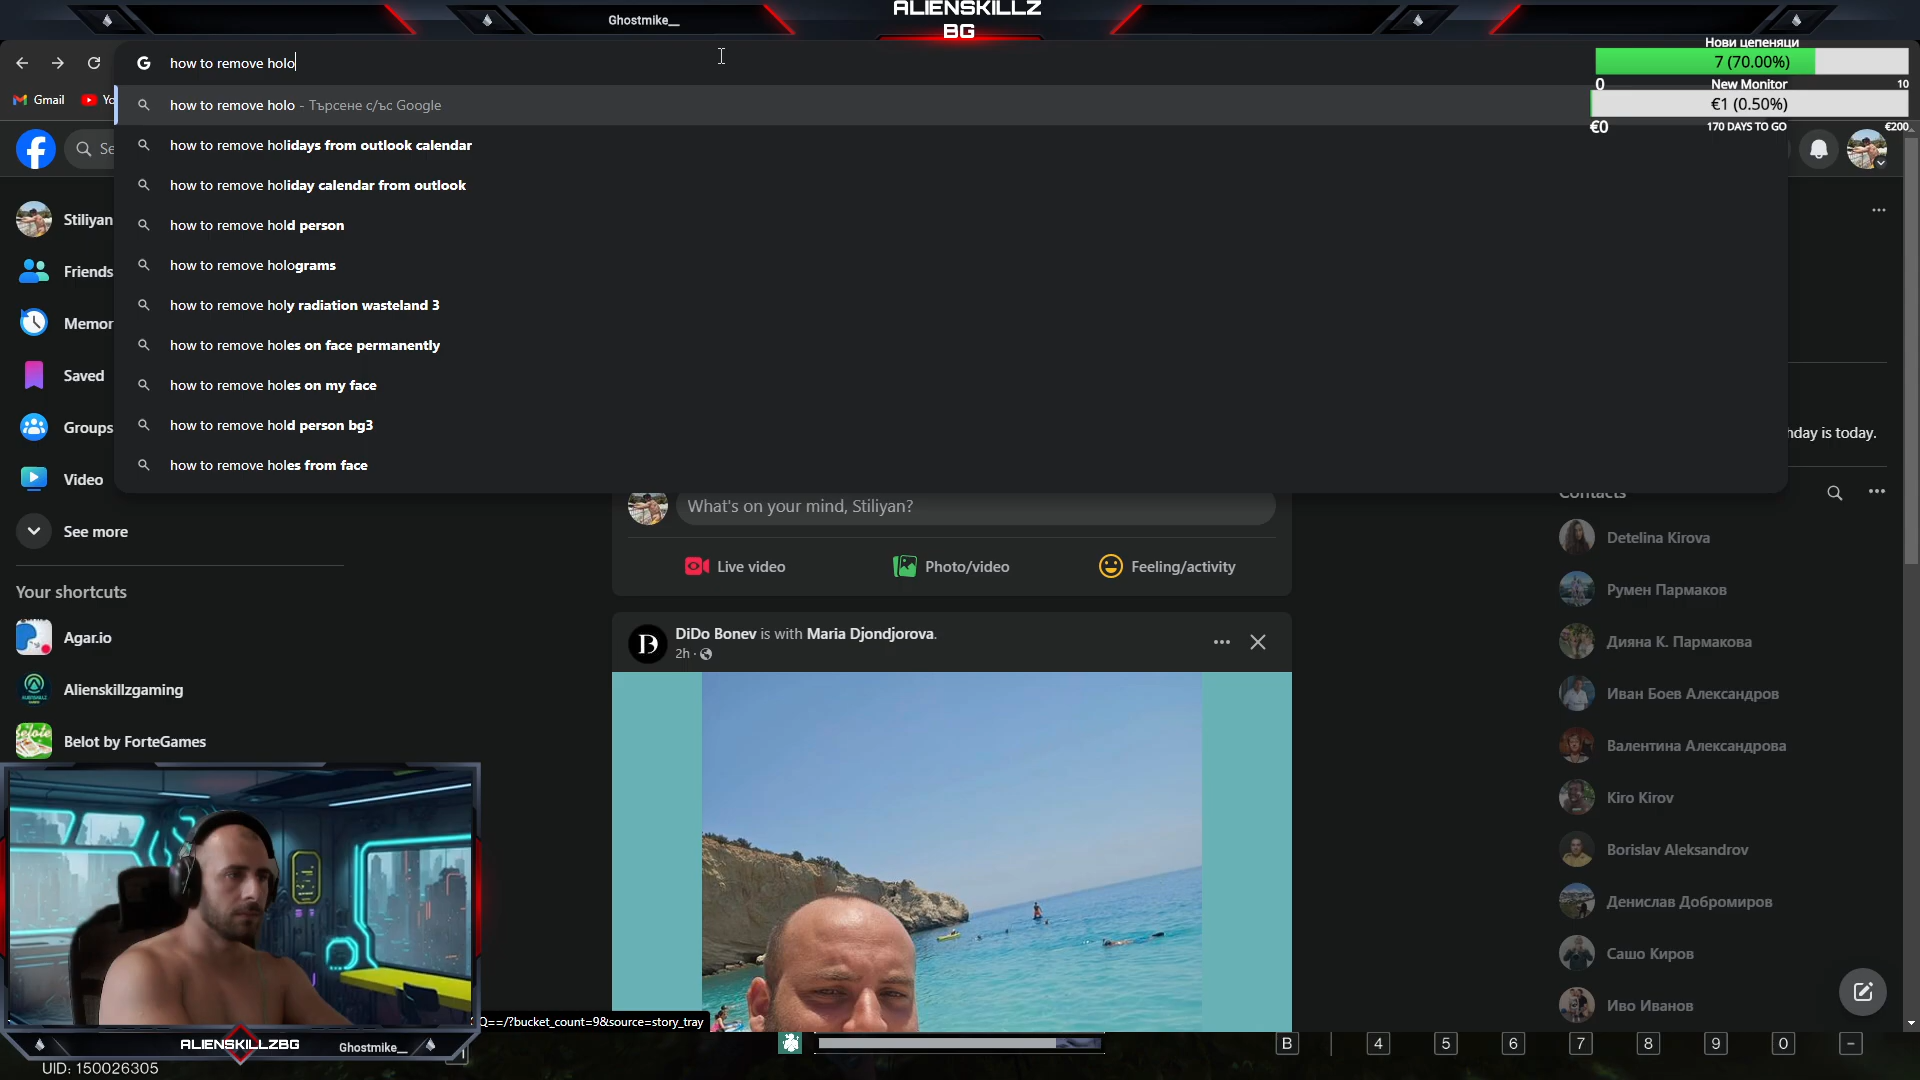 Ghostmike__
ALIENSKILLZ
BG
how to remove holo
Нови цепеняци
7 (70.00%)
0
New Monitor
10
€1 (0.50%)
€0
170 DAYS TO GO
€200
Gmail
Yo
how to remove holo - Търсене с/ъс Google
how to remove holidays from outlook calendar
how to remove holiday calendar from outlook
how to remove hold person
how to remove holograms
how to remove holy radiation wasteland 3
how to remove holes on face permanently
how to remove holes on my face
how to remove hold person bg3
how to remove holes from face
Se
Stiliyan
Friends
Memor
Saved
Groups
Video
See more
Your shortcuts
Agar.io
Alienskillzgaming
Belot by ForteGames
hday is today.
What's on your mind, Stiliyan?
Live video
Photo/video
Feeling/activity
DiDo Bonev is with Maria Djondjorova.
2h
Contacts
Detelina Kirova
Румен Пармаков
Дияна К. Пармакова
Иван Боев Александров
Валентина Александрова
Kiro Kirov
Borislav Aleksandrov
Денислав Добромиров
Сашо Киров
Иво Иванов
Q==/?bucket_count=9&source=story_tray
ALIENSKILLZBG
Ghostmike__
UID: 150026305
B
4
5
6
7
8
9
0
-